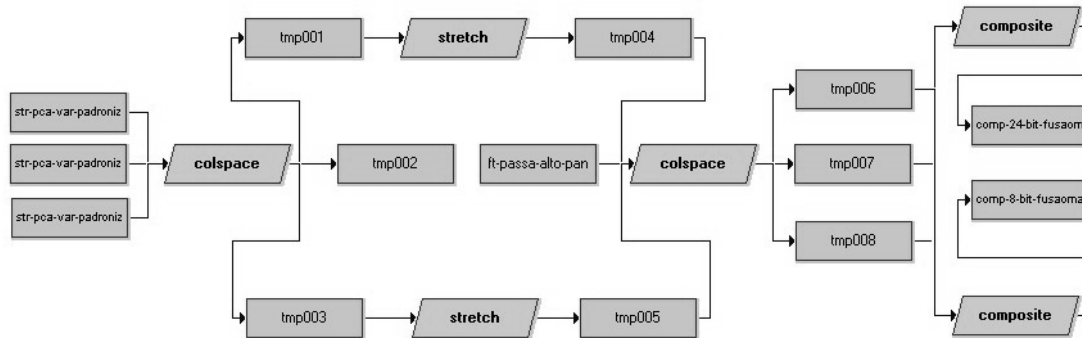 composite
tmp001
stretch
tmp004
tmp006
str-pca-var-padroniz
comp-24-bit-fusaom
str-pca-var-padroniz
colspace
tmp002
ft-passa-alto-pan
colspace
tmp007
comp-8-bit-fusaoma
str-pca-var-padroniz
tmp008
tmp003
stretch
tmp005
composite